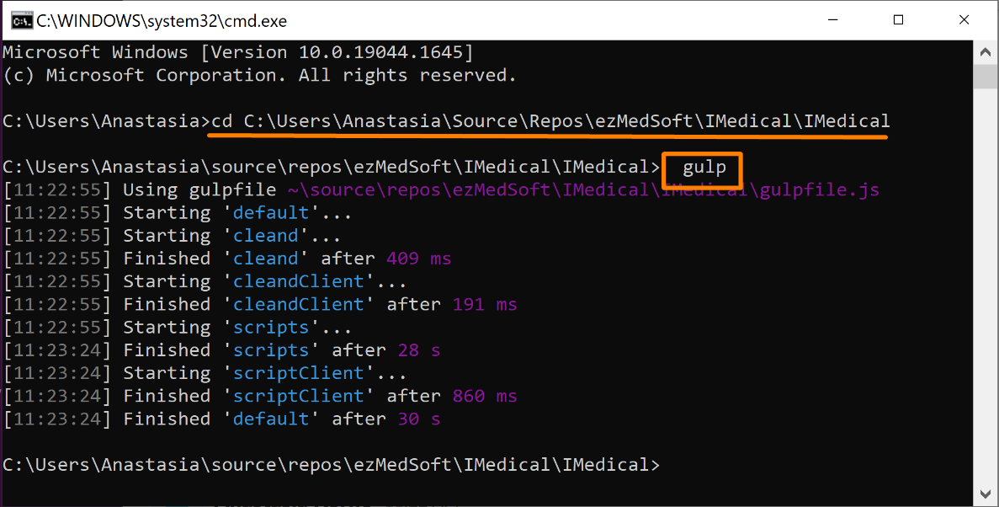 C:\WINDOWS\system32\cmd.exe
Microsoft Windows [Version 10.0.19044.1645]
(c) Microsoft Corporation. All rights reserved.
C:\Users\Anastasia>cd C:\Users\Anastasia\Source\Repos\ezMedSoft\IMedical\IMedical
C:\Users\Anastasia\source\repos\ezMedSoft\IMedical\IMedical> gulp
[11:22:55] Using gulpfile ~\source\repos\ezMedSoft\IMedical\IMedical\gulpfile.js
[11:22:55] Starting 'default'...
[11:22:55] Starting 'cleand'...
[11:22:55] Finished 'cleand' after 409 ms
[11:22:55] Starting 'cleandClient'...
[11:22:55] Finished 'cleandClient' after 191 ms
[11:22:55] Starting 'scripts'...
[11:23:24] Finished 'scripts' after 28 s
[11:23:24] Starting 'scriptClient'...
[11:23:24] Finished 'scriptClient' after 860 ms
[11:23:24] Finished 'default' after 30 s
C:\Users\Anastasia\source\repos\ezMedSoft\IMedical\IMedical>